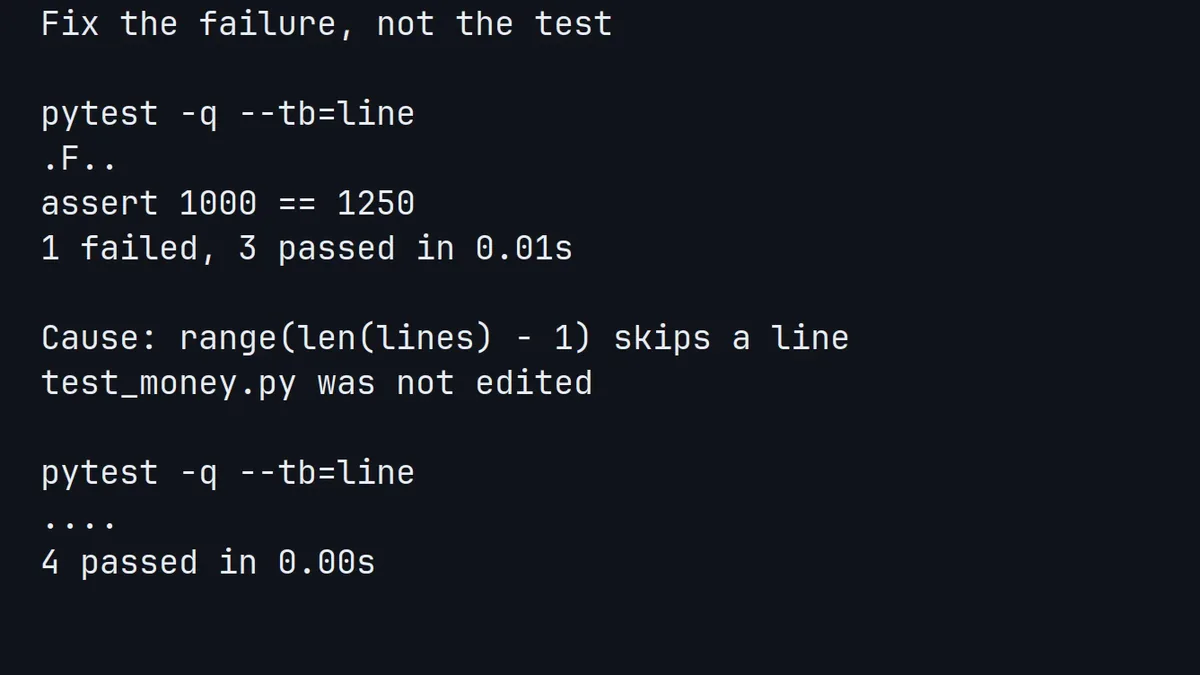 Fix the failure, not the test
pytest -q --tb=line
.F..
assert 1000 == 1250
1 failed, 3 passed in 0.01s
Cause: range(len(lines) - 1) skips a line
test_money.py was not edited
pytest -q --tb=line
....
4 passed in 0.00s